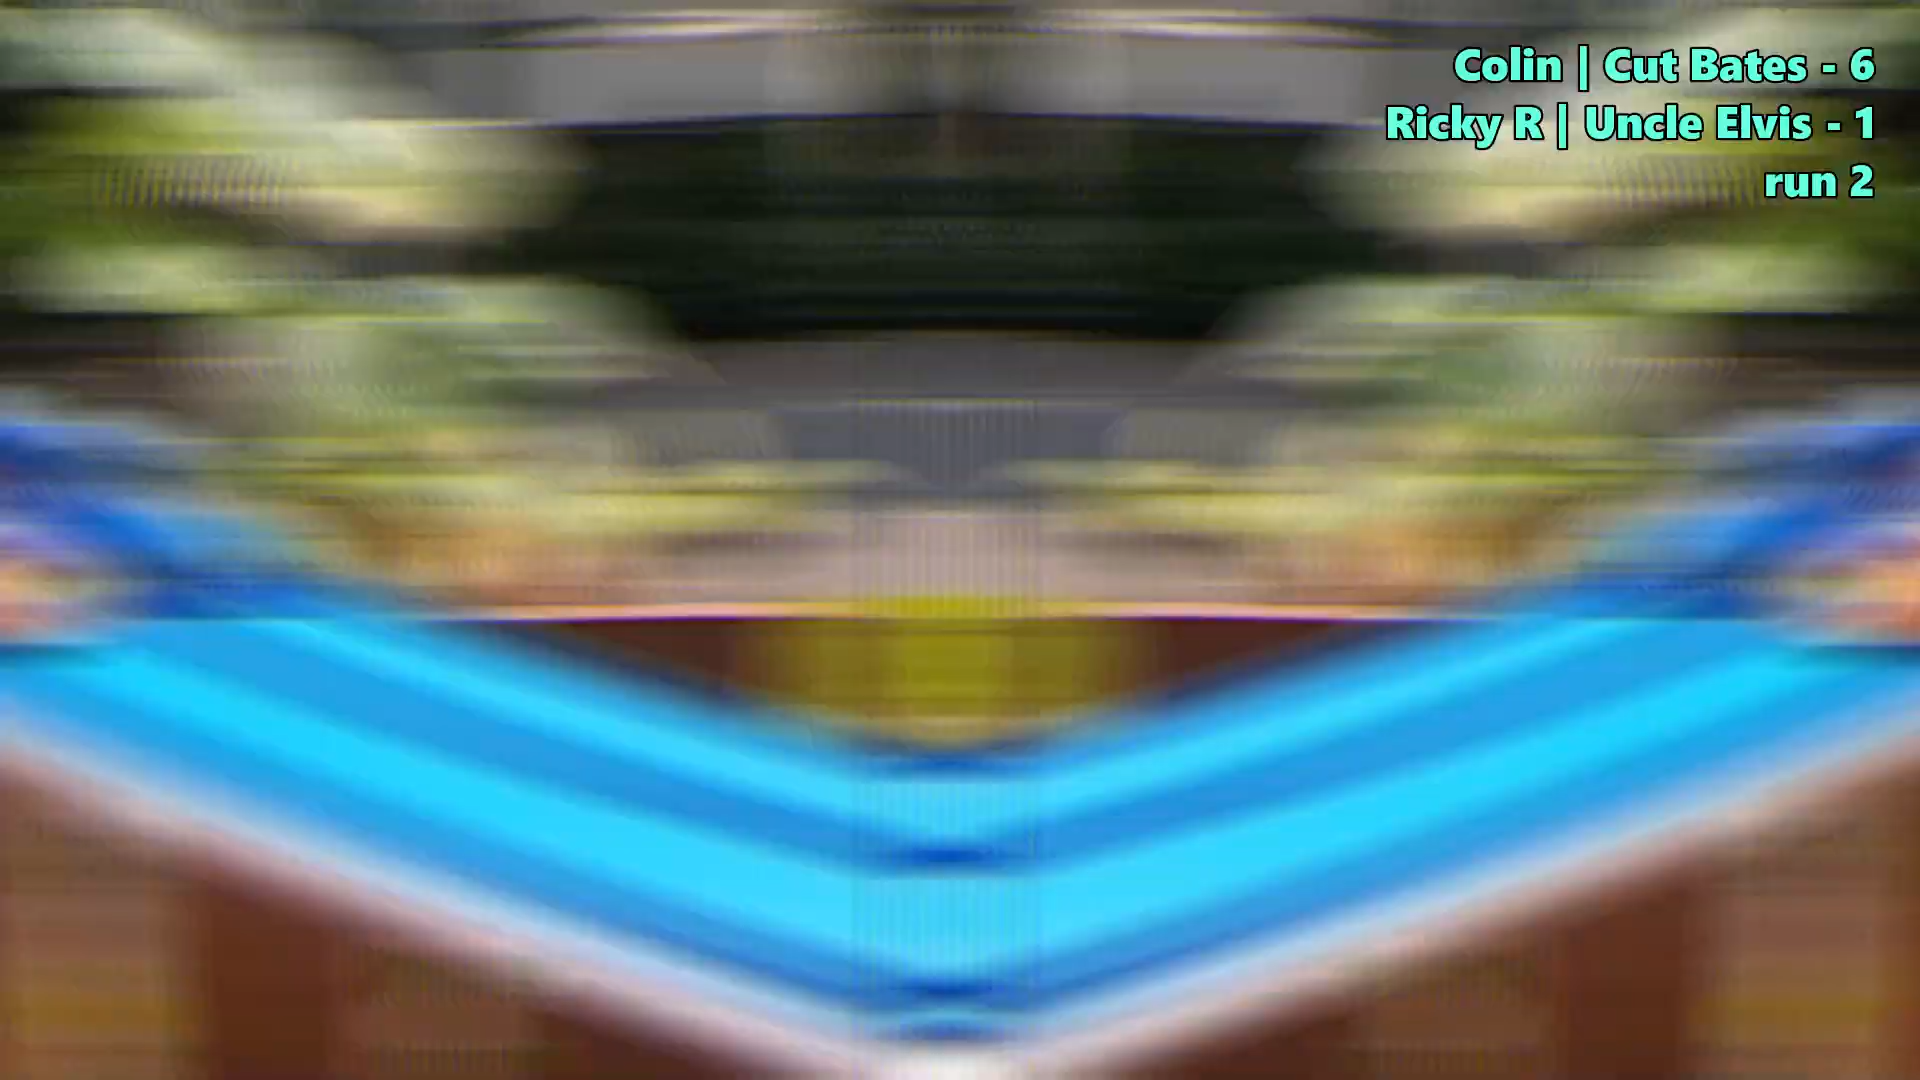 Colin | Cut Bates - 6
Ricky R | Uncle Elvis - 1
run 2